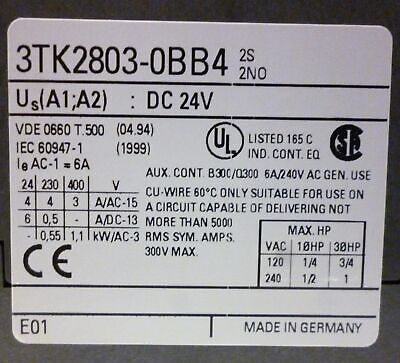 3TK2803-0BB4 2S 2NO
Us(A1;A2) : DC 24V
VDE 0660 T.500 (04.94)
IEC 60947-1 (1999)
Ie AC-1 = 6A
24 230 400 V
4 4 3 A/AC-15
6 0,5 - A/DC-13
- 0,55 1,1 kW/AC-3
CE
UL LISTED 165 C
IND. CONT. EQ
SA
AUX. CONT. B300/Q300 6A/240V AC GEN. USE
CU-WIRE 60°C ONLY SUITABLE FOR USE ON
A CIRCUIT CAPABLE OF DELIVERING NOT
MORE THAN 5000
RMS SYM. AMPS.
300V MAX.
MAX. HP
VAC 1ØHP 3ØHP
120 1/4 3/4
240 1/2 1
E01
MADE IN GERMANY